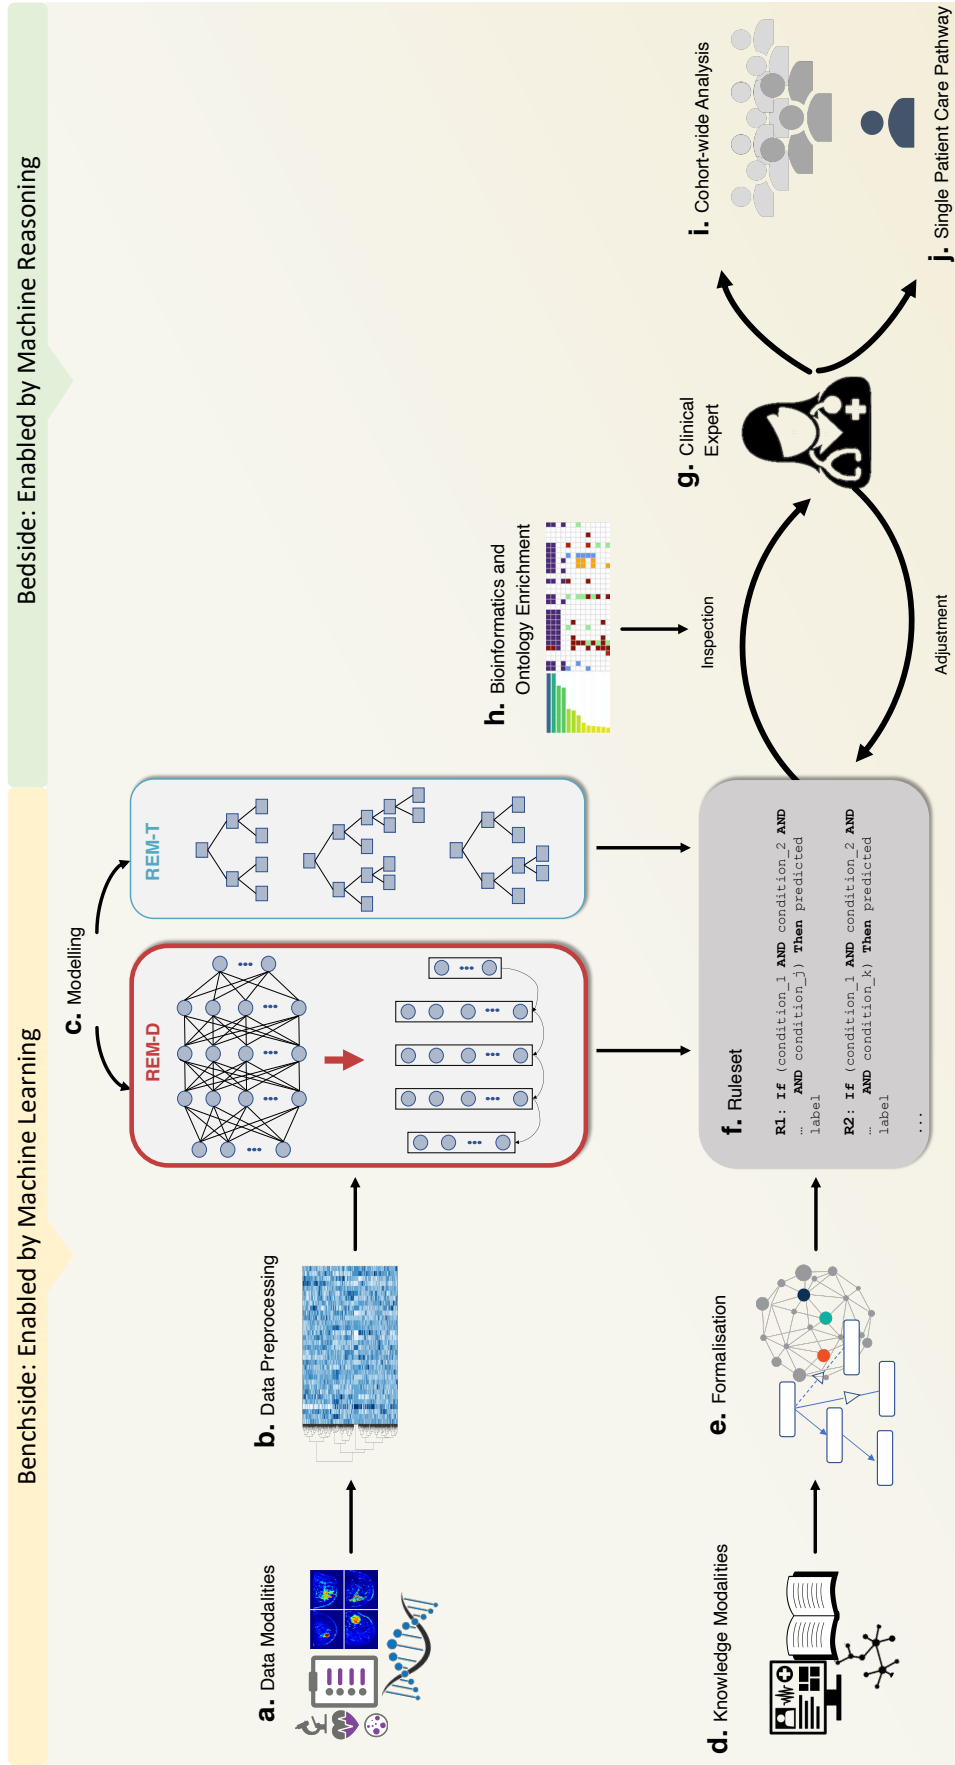 Benchside: Enabled by Machine Learning
Bedside: Enabled by Machine Reasoning
a. Data Modalities
b. Data Preprocessing
c. Modelling
REM-D
REM-T
d. Knowledge Modalities
e. Formalisation
f. Ruleset
R1: If (condition_1 AND condition_2 AND
… AND condition_j) Then predicted
label
R2: If (condition_1 AND condition_2 AND
… AND condition_k) Then predicted
label
...
g. Clinical
Expert
h. Bioinformatics and
Ontology Enrichment
Inspection
Adjustment
i. Cohort-wide Analysis
j. Single Patient Care Pathway